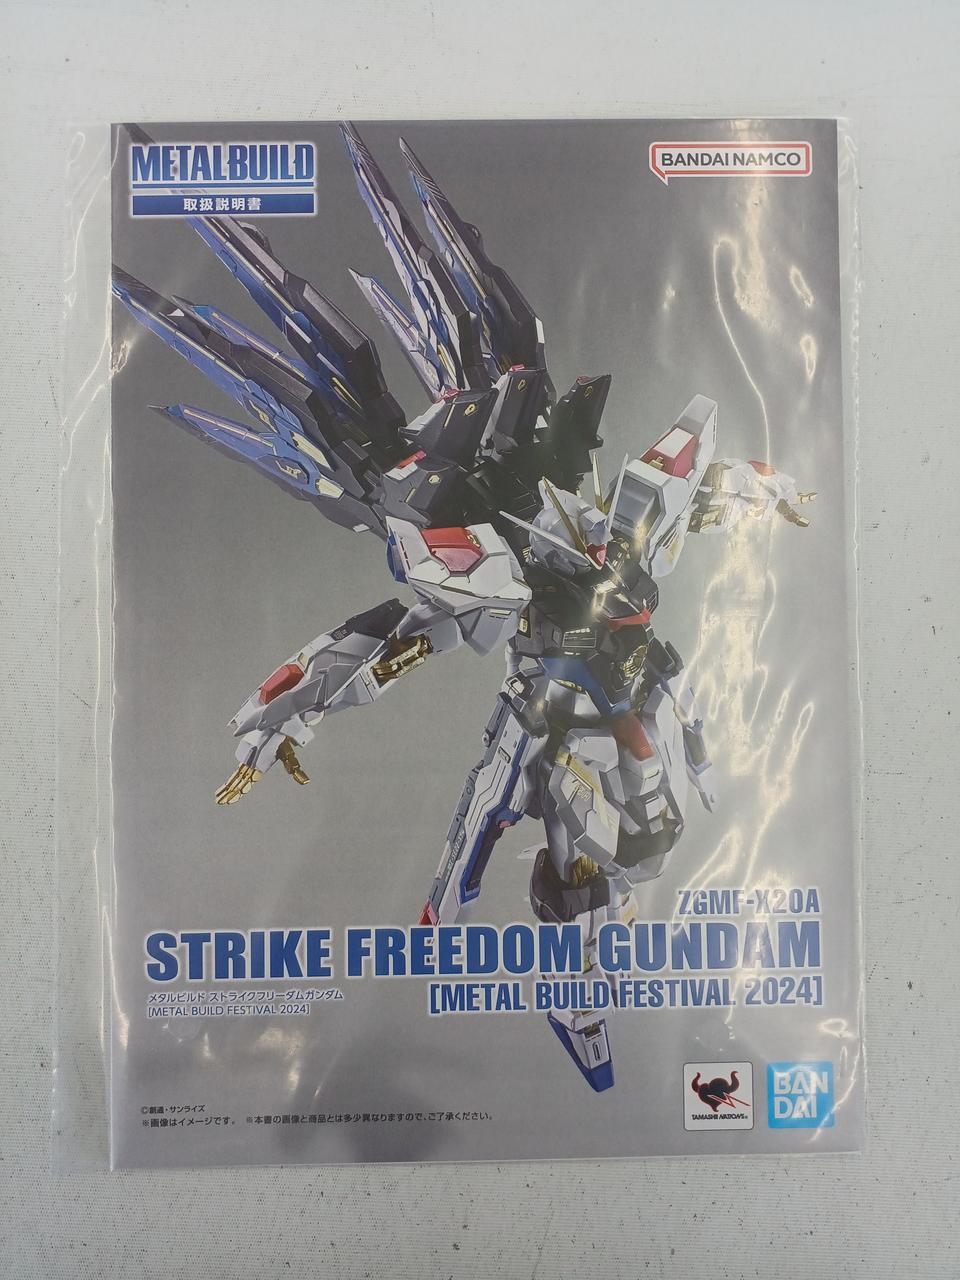 METAL BUILD
取扱説明書
BANDAI NAMCO
ZGMF-X20A
STRIKE FREEDOM GUNDAM
[METAL BUILD FESTIVAL 2024]
メタルビルド ストライクフリーダムガンダム
[METAL BUILD FESTIVAL 2024]
©創通・サンライズ
※画像はイメージです。 ※本書の画像と商品とは多少異なりますので、ご了承ください。
TAMASHII NATIONS
BAN
DAI